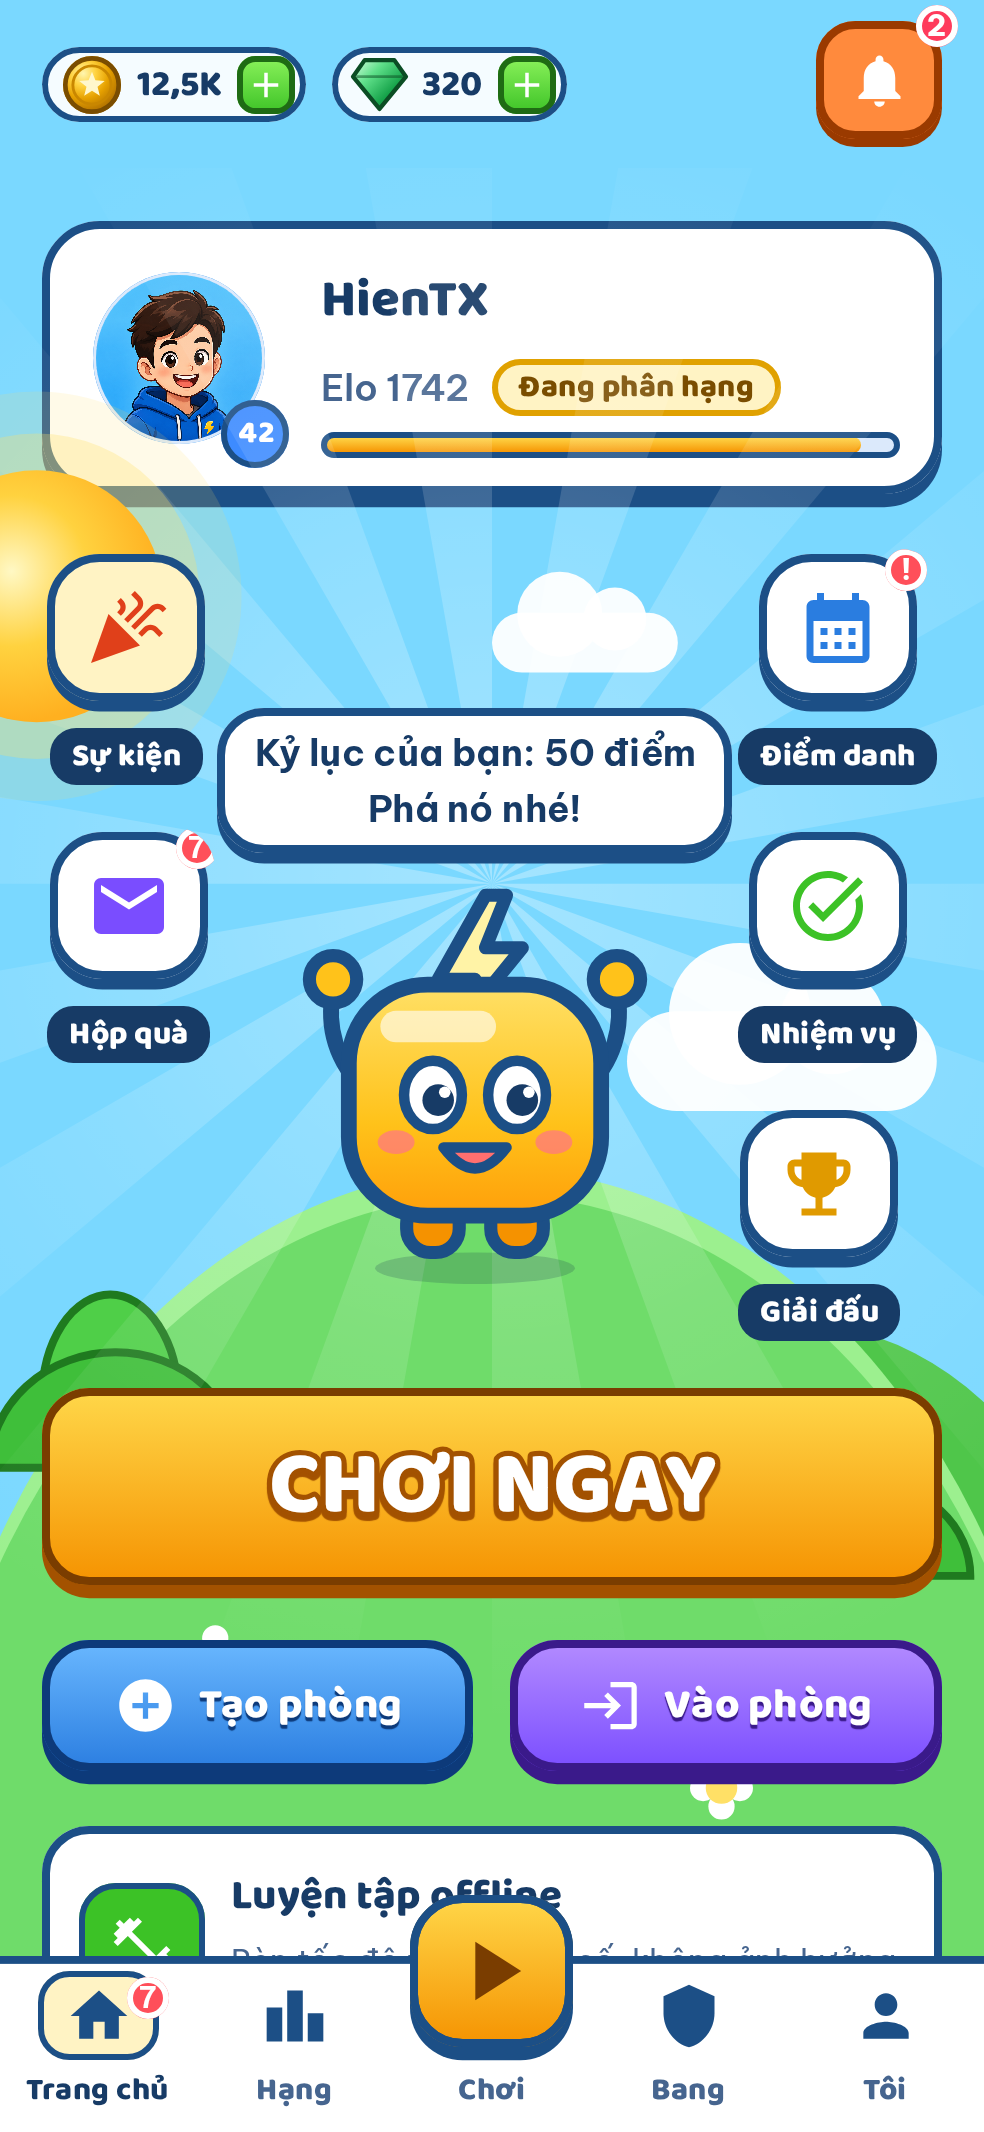 12,5K
320
2
HienTX
Elo 1742
Đang phân hạng
42
!
Sự kiện
Điểm danh
Kỷ lục của bạn: 50 điểm
Phá nó nhé!
7
Hộp quà
Nhiệm vụ
Giải đấu
CHƠI NGAY
Tạo phòng
Vào phòng
Luyện tập offline
7
Trang chủ
Hạng
Chơi
Bang
Tôi